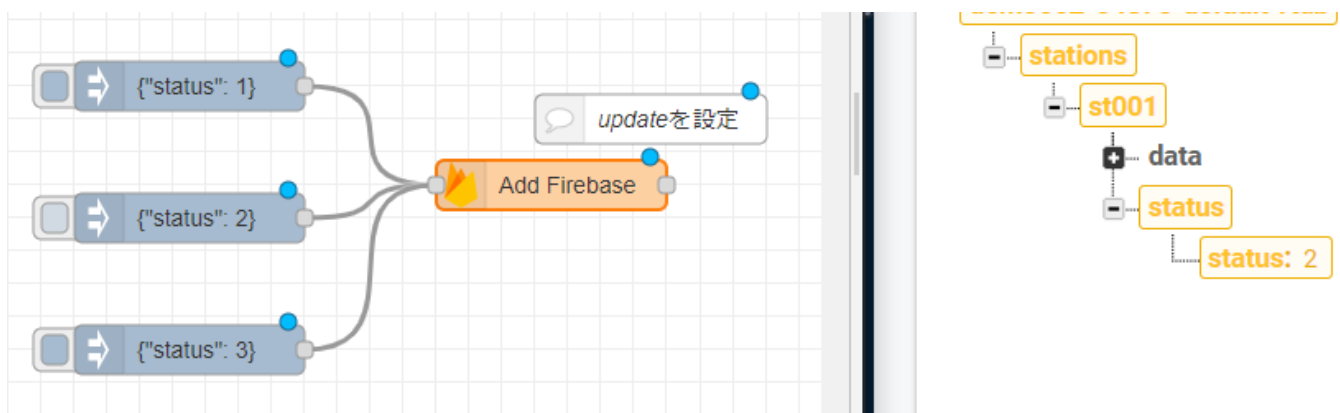 {"status": 1}
updateを設定
Add Firebase
{"status": 2}
{"status": 3}
stations
st001
data
status
status: 2